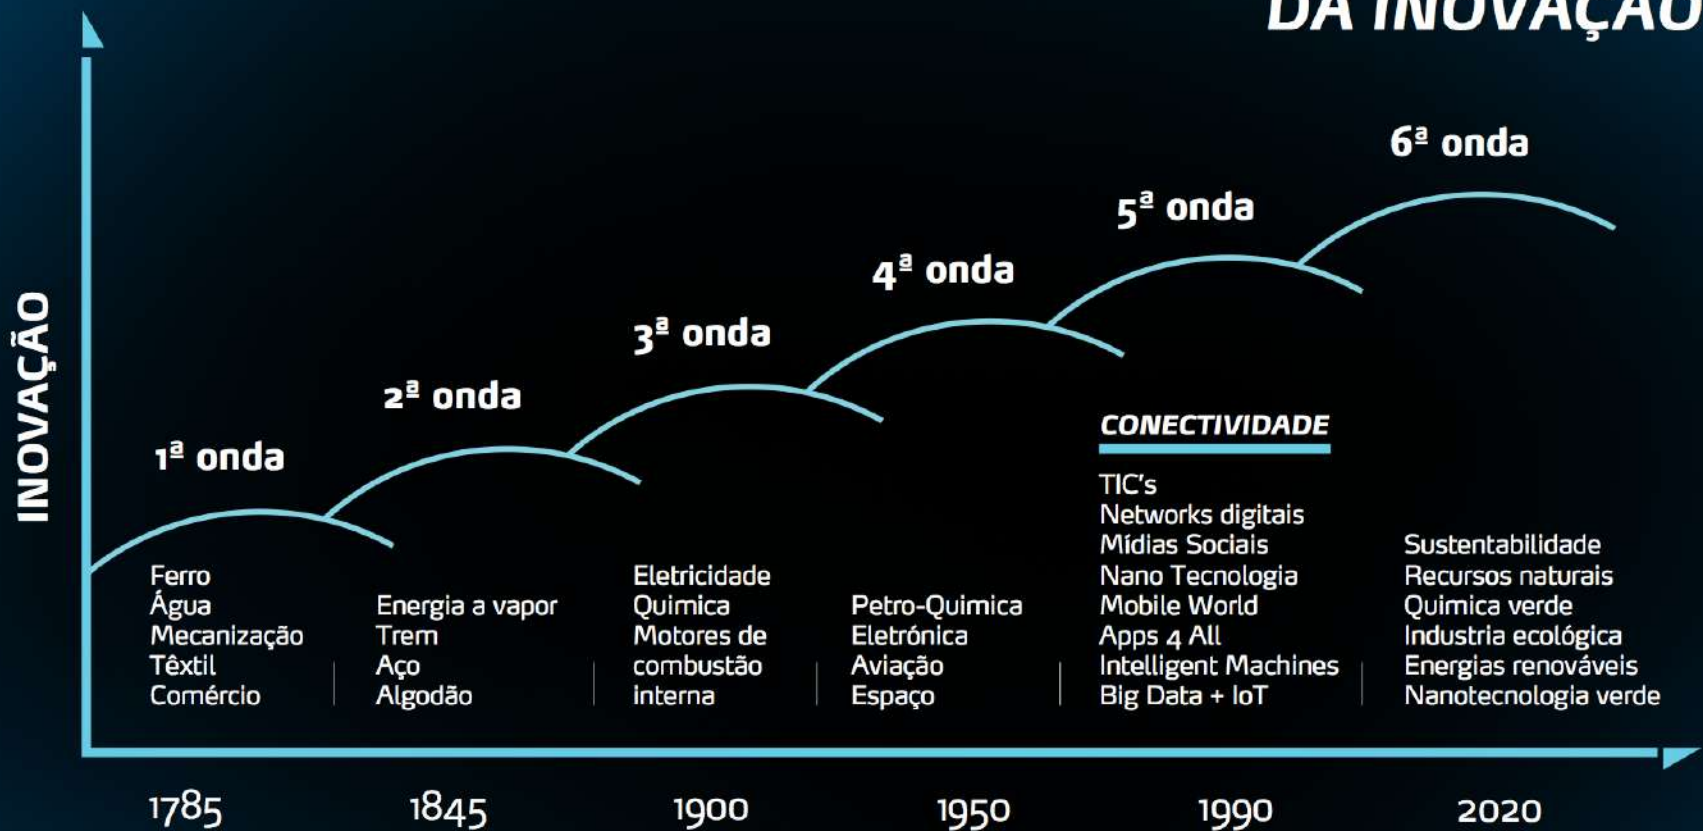 DA INOVAÇÃO
INOVAÇÃO
1ª onda
2ª onda
3ª onda
4ª onda
5ª onda
6ª onda
Ferro
Água
Mecanização
Têxtil
Comércio
Energia a vapor
Trem
Aço
Algodão
Eletricidade
Quimica
Motores de
combustão
interna
Petro-Quimica
Eletrónica
Aviação
Espaço
CONECTIVIDADE
TIC's
Networks digitais
Mídias Sociais
Nano Tecnologia
Mobile World
Apps 4 All
Intelligent Machines
Big Data + IoT
Sustentabilidade
Recursos naturais
Quimica verde
Industria ecológica
Energias renováveis
Nanotecnologia verde
1785
1845
1900
1950
1990
2020